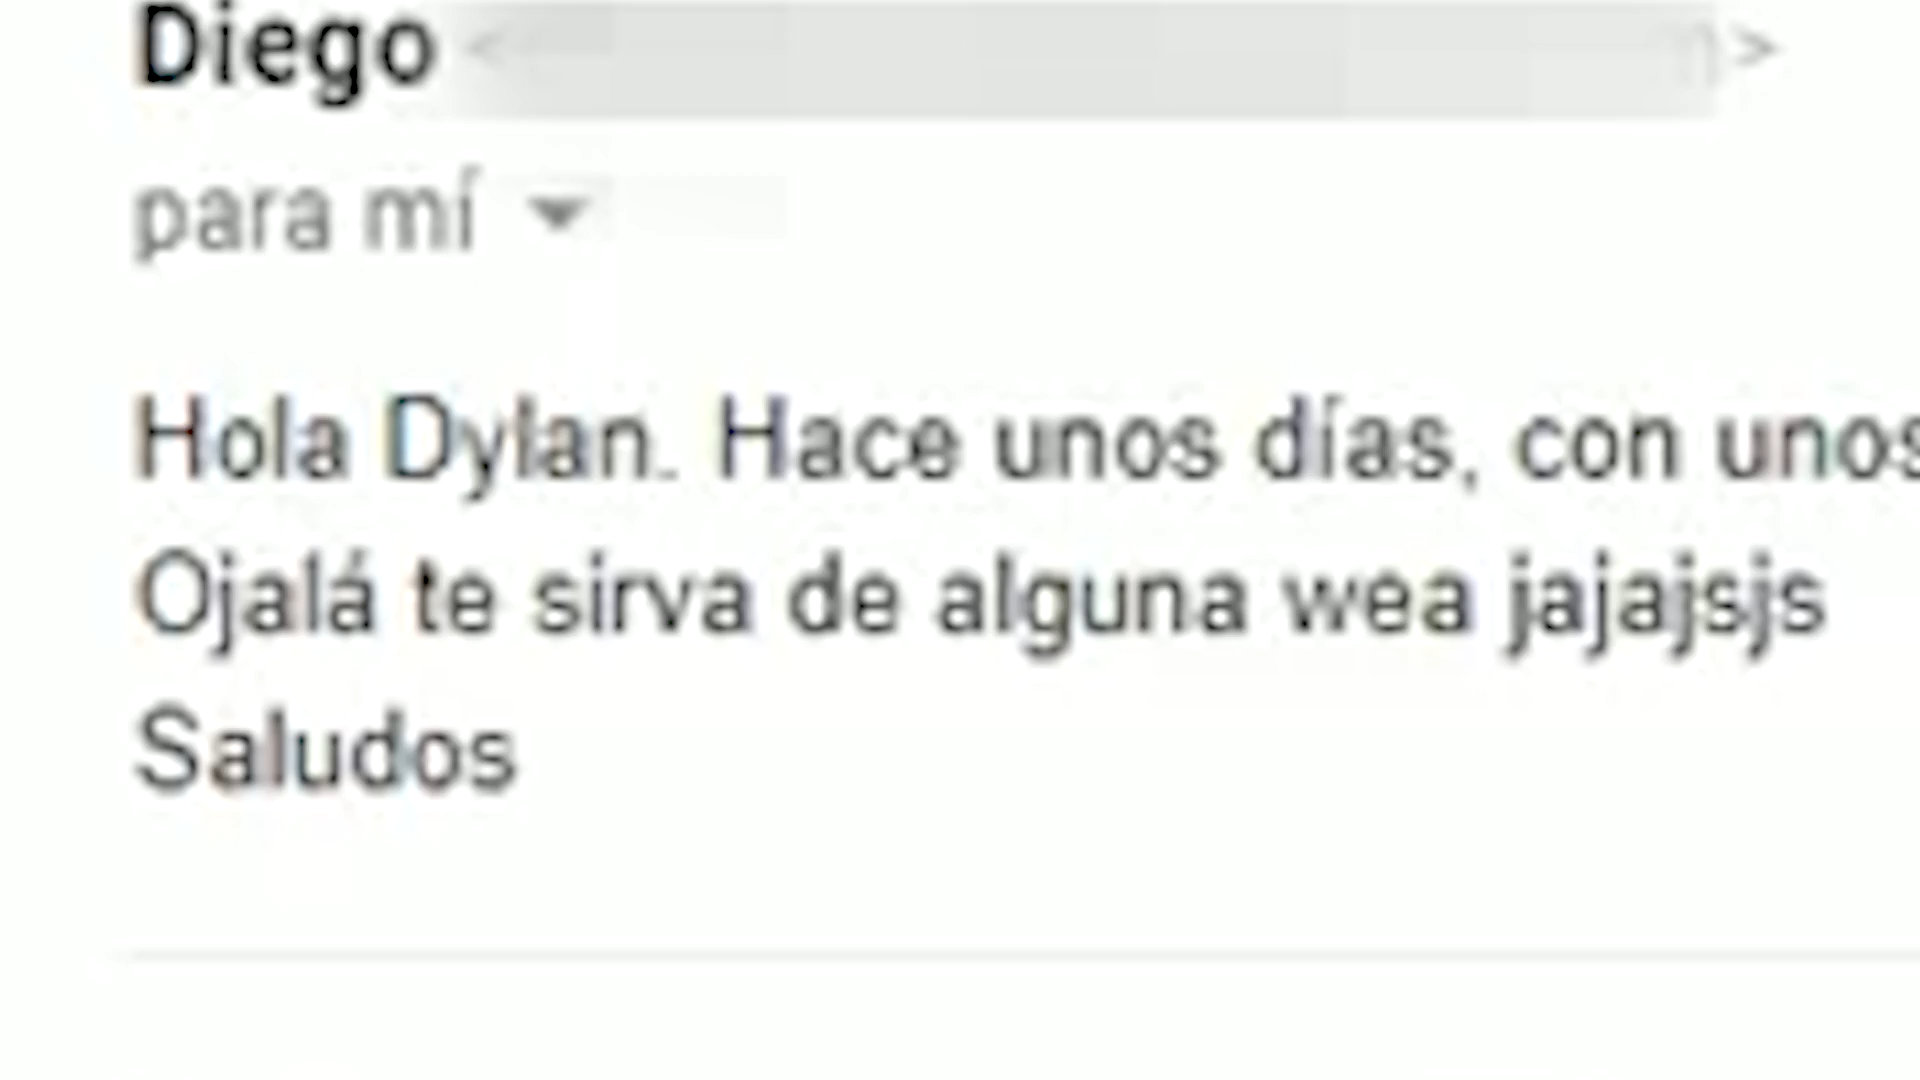 Diego < >
para mí
Hola Dylan. Hace unos días, con unos
Ojalá te sirva de alguna wea jajajsjs
Saludos